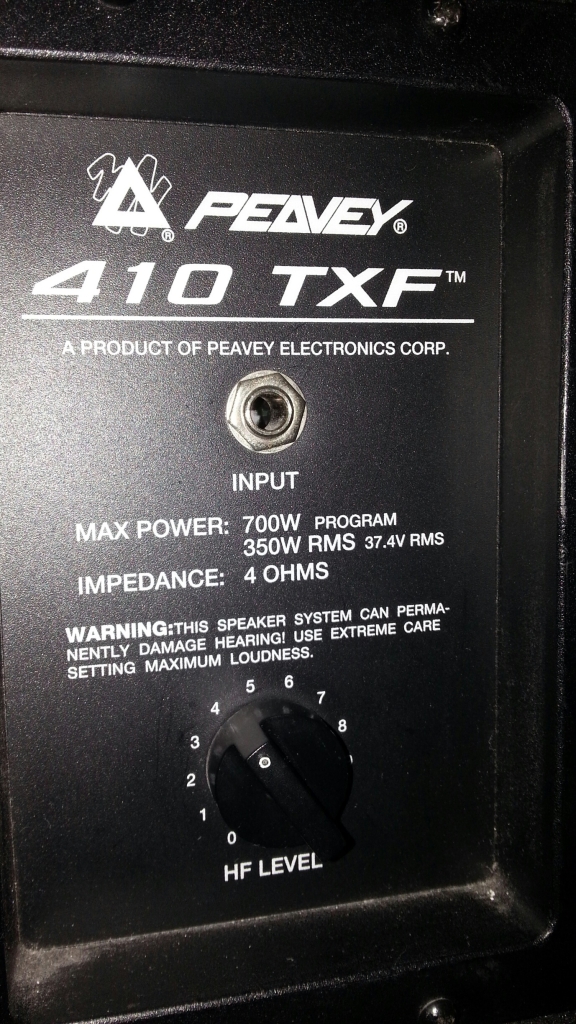 PEAVEY®
410 TXF™
A PRODUCT OF PEAVEY ELECTRONICS CORP.
INPUT
MAX POWER: 700W PROGRAM
350W RMS 37.4V RMS
IMPEDANCE: 4 OHMS
WARNING:THIS SPEAKER SYSTEM CAN PERMA-
NENTLY DAMAGE HEARING! USE EXTREME CARE
SETTING MAXIMUM LOUDNESS.
0 1 2 3 4 5 6 7 8
HF LEVEL